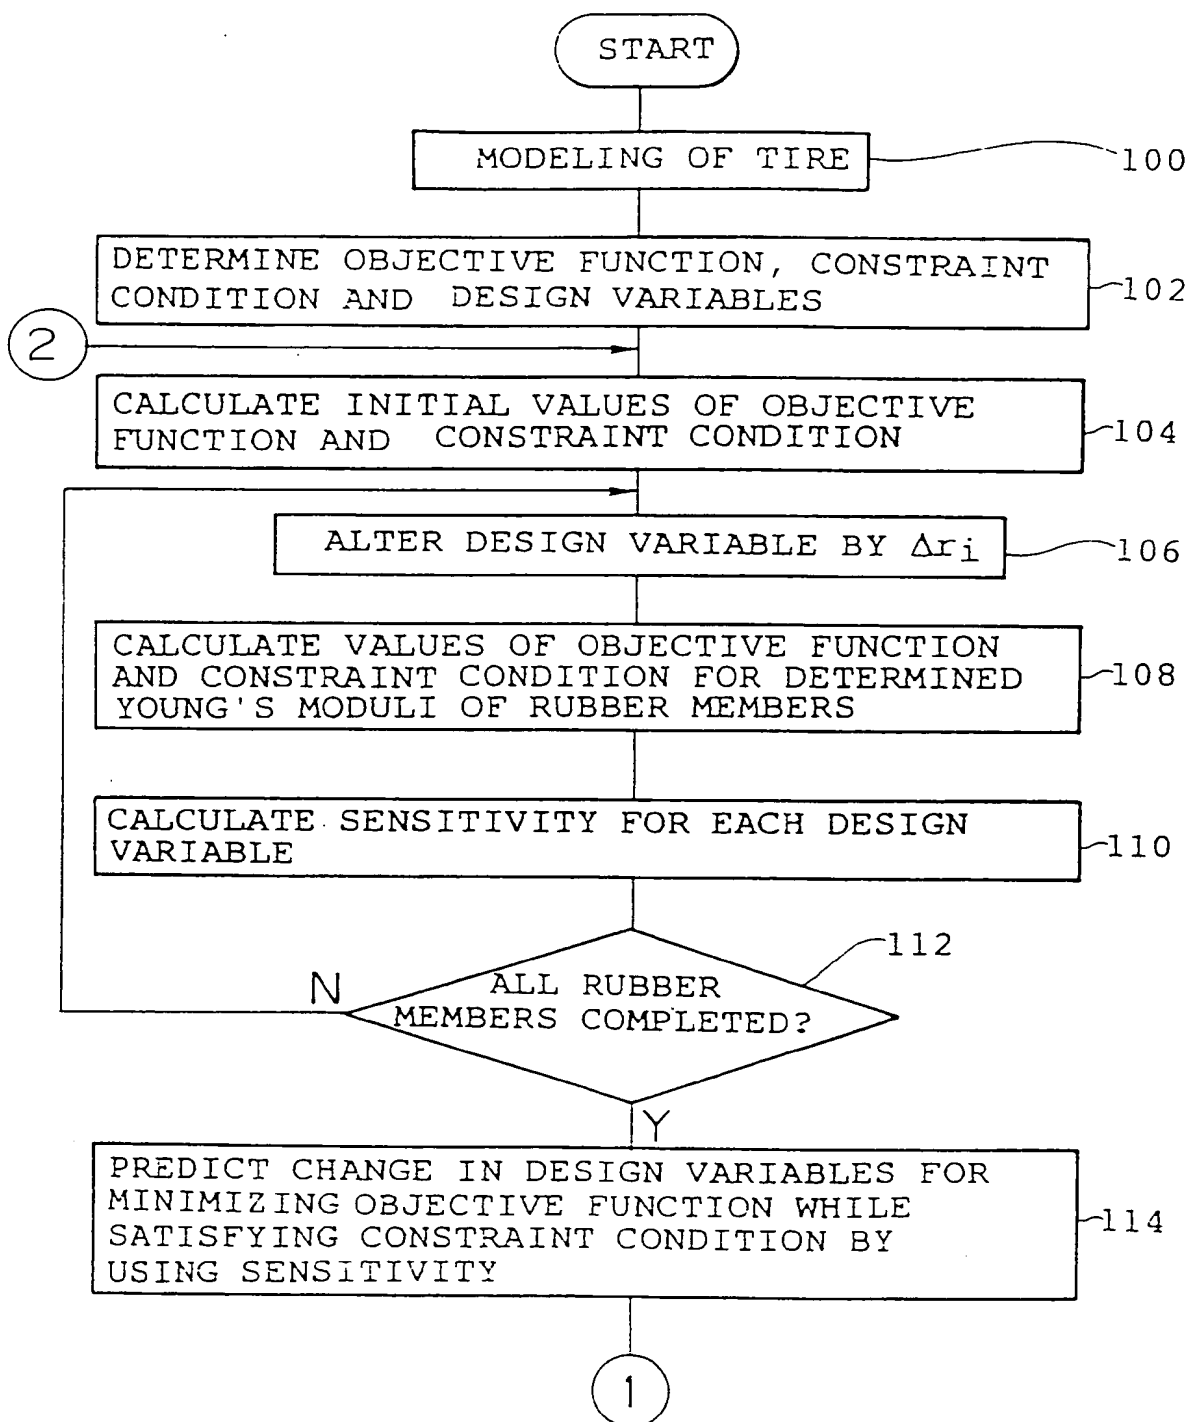 START
MODELING OF TIRE
100
DETERMINE OBJECTIVE FUNCTION, CONSTRAINT
CONDITION AND DESIGN VARIABLES
102
2
CALCULATE INITIAL VALUES OF OBJECTIVE
FUNCTION AND CONSTRAINT CONDITION
104
ALTER DESIGN VARIABLE BY Δri
106
CALCULATE VALUES OF OBJECTIVE FUNCTION
AND CONSTRAINT CONDITION FOR DETERMINED
YOUNG'S MODULI OF RUBBER MEMBERS
108
CALCULATE SENSITIVITY FOR EACH DESIGN
VARIABLE
110
112
N
ALL RUBBER
MEMBERS COMPLETED?
Y
PREDICT CHANGE IN DESIGN VARIABLES FOR
MINIMIZING OBJECTIVE FUNCTION WHILE
SATISFYING CONSTRAINT CONDITION BY
USING SENSITIVITY
114
1